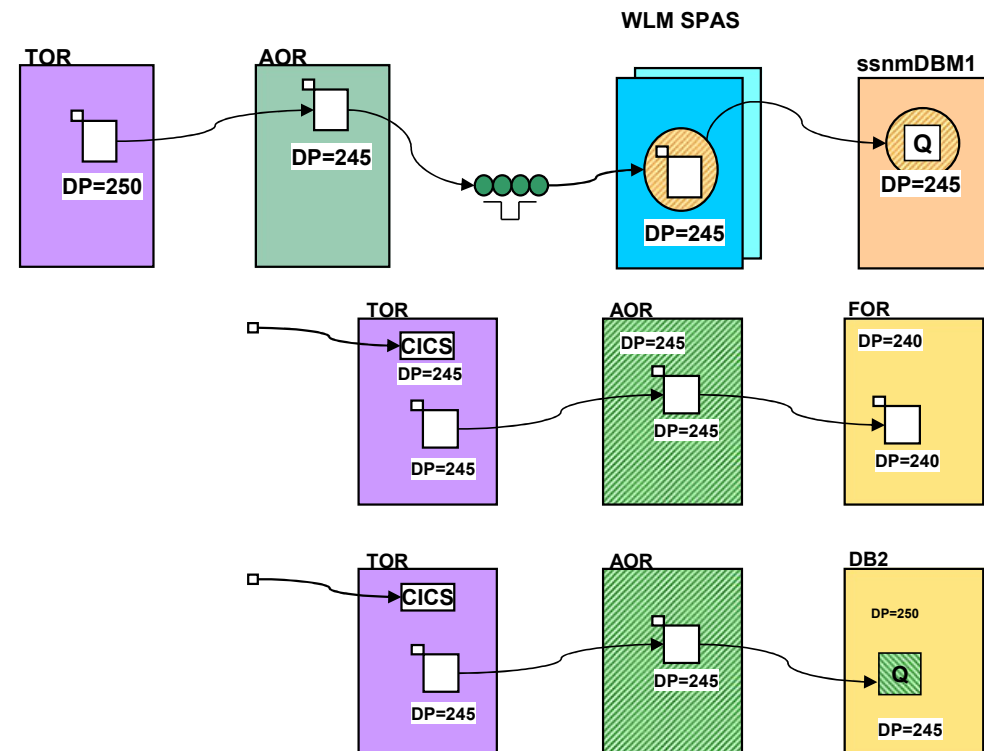 WLM SPAS
TOR
AOR
ssnmDBM1
DP=250
DP=245
DP=245
Q
DP=245
TOR
AOR
FOR
CICS
DP=245
DP=245
DP=240
DP=245
DP=245
DP=240
TOR
AOR
DB2
CICS
DP=250
Q
DP=245
DP=245
DP=245